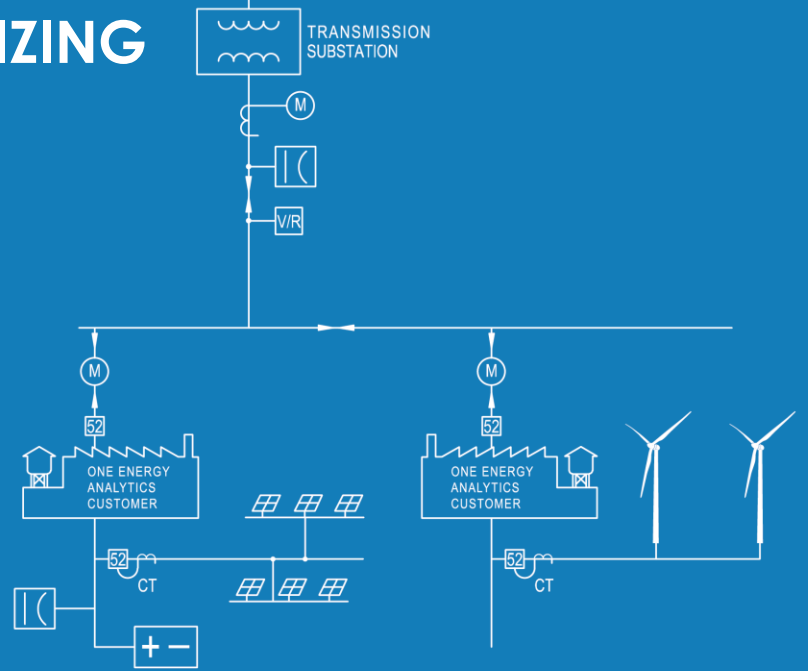 IZING
TRANSMISSION
SUBSTATION
M
V/R
M
M
52
52
ONE ENERGY
ANALYTICS
CUSTOMER
ONE ENERGY
ANALYTICS
CUSTOMER
52
CT
52
CT
+ −